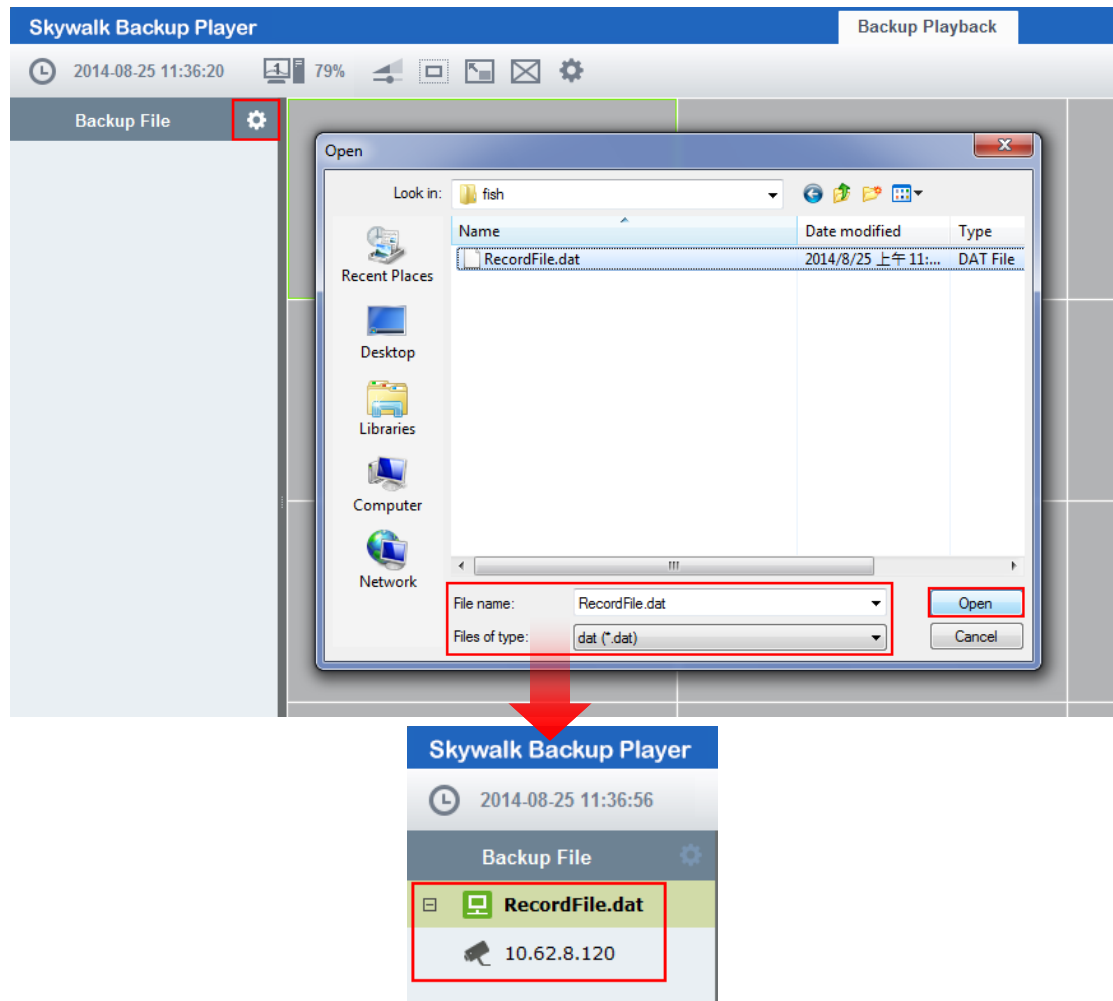 Skywalk Backup Player
Backup Playback
2014-08-25 11:36:20
1
79%
Backup File
Open
Look in:
fish
Name
Date modified
Type
RecordFile.dat
2014/8/25 上午 11:...
DAT File
Recent Places
Desktop
Libraries
Computer
Network
File name:
RecordFile.dat
Open
Files of type:
dat (*.dat)
Cancel
Skywalk Backup Player
2014-08-25 11:36:56
Backup File
RecordFile.dat
10.62.8.120